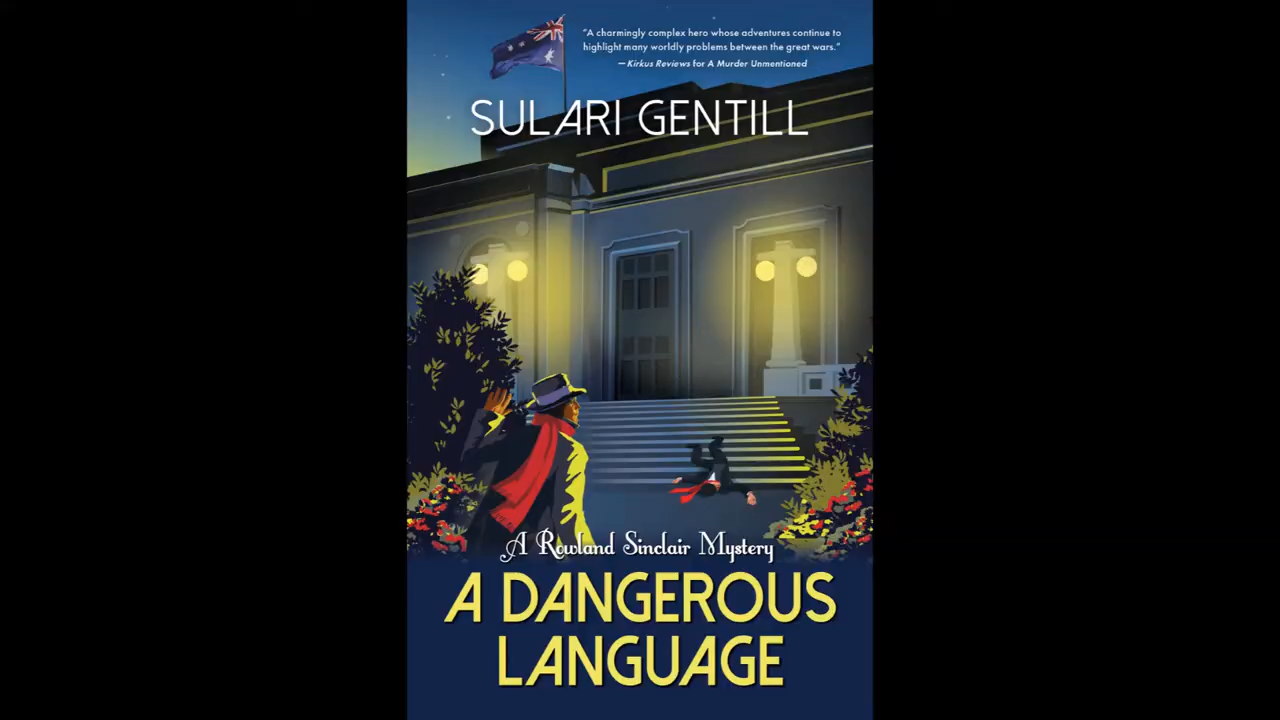 "A charmingly complex hero whose adventures continue to
highlight many worldly problems between the great wars."
—Kirkus Reviews for A Murder Unmentioned
SULARI GENTILL
A Rowland Sinclair Mystery
A DANGEROUS
LANGUAGE